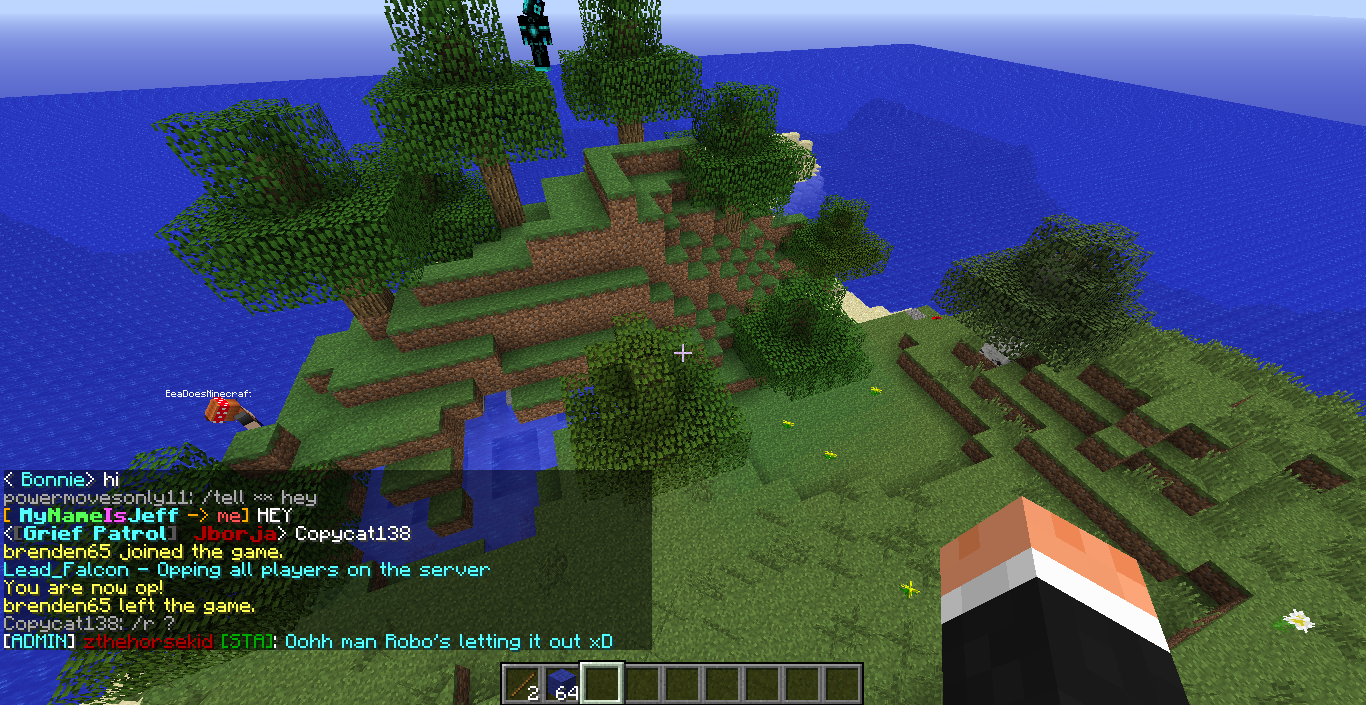 EeaDoesMinecraft:
< Bonnie> hi
powermovesonly11: /tell ** hey
[ MyNameIsJeff -> me] HEY
<[Grief Patrol] Jborja> Copycat138
brenden65 joined the game.
Lead_Falcon - Opping all players on the server
You are now op!
brenden65 left the game.
Copycat138: /r ?
[ADMIN] zthehorsekid [STA]: Oohh man Robo's letting it out xD
2 64